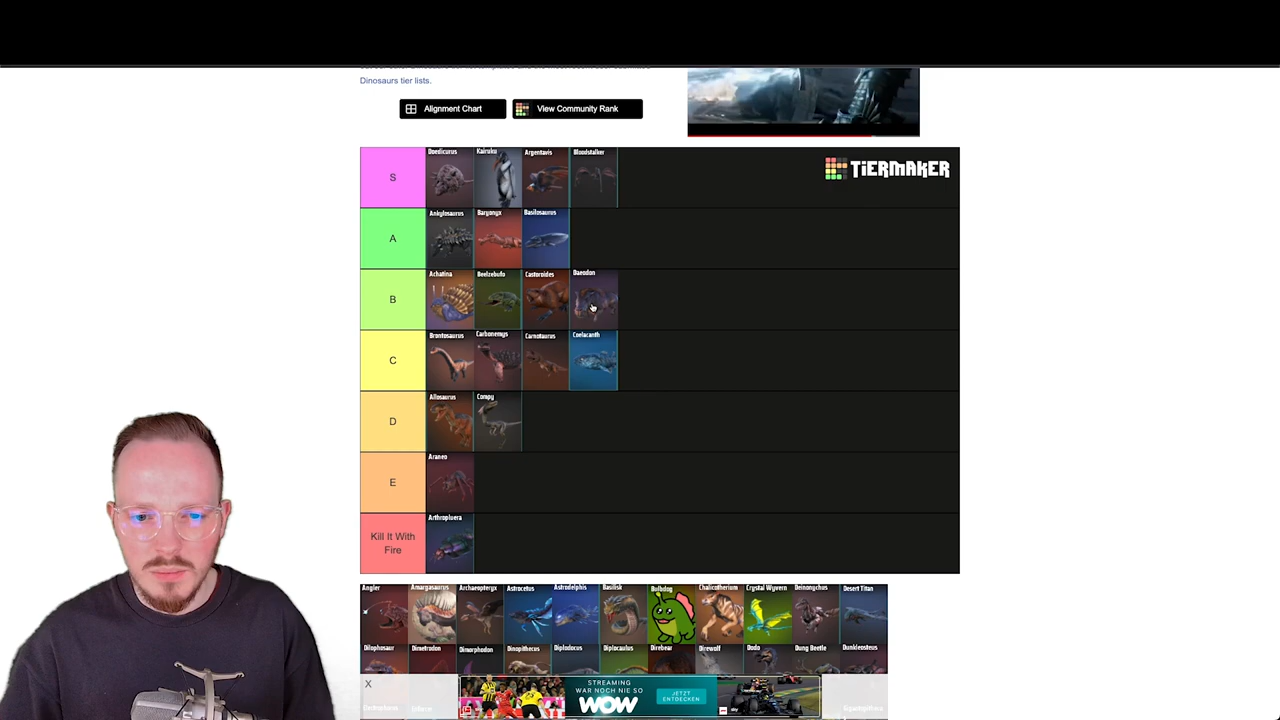 Dinosaurs tier lists.
Alignment Chart
View Community Rank
S
Doedicurus
Kairuku
Argentavis
Bloodstalker
TIERMAKER
A
Ankylosaurus
Baryonyx
Basilosaurus
B
Achatina
Beelzebufo
Castoroides
Daeodon
C
Brontosaurus
Carbonemys
Carnotaurus
Coelacanth
D
Allosaurus
Compy
E
Araneo
Kill It With
Fire
Arthropluera
Angler
Amargasaurus
Archaeopteryx
Astrocetus
Astrodelphis
Basilisk
Bulbdog
Chalicotherium
Crystal Wyvern
Deinonychus
Desert Titan
Dilophosaur
Dimetrodon
Dimorphodon
Dinopithecus
Diplodocus
Diplocaulus
Direbear
Direwolf
Dodo
Dung Beetle
Dunkleosteus
X
STREAMING
WAR NOCH NIE SO
WOW
JETZT
ENTDECKEN
sky